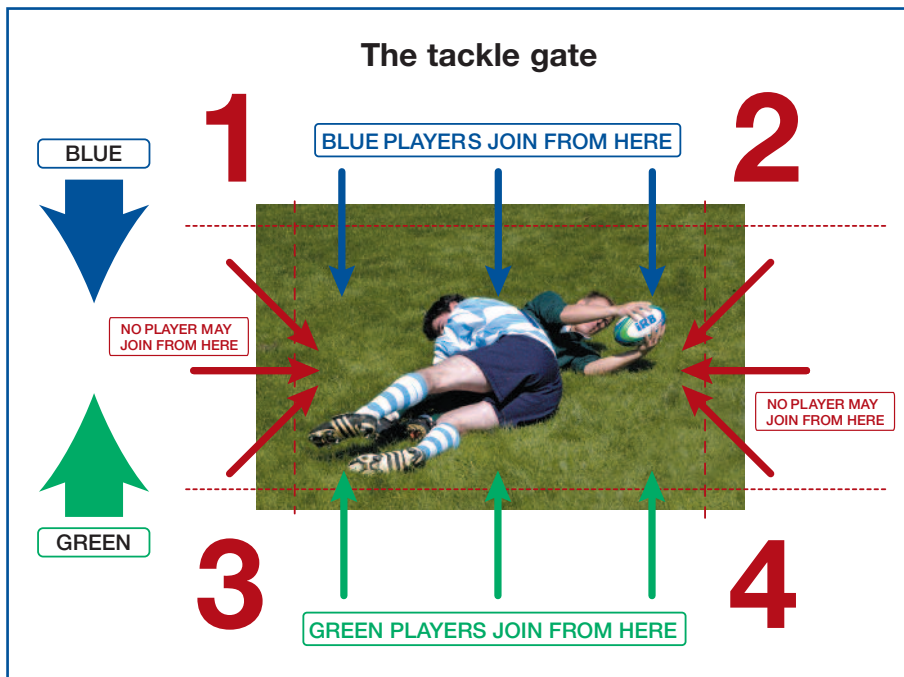 The tackle gate
1
2
BLUE PLAYERS JOIN FROM HERE
BLUE
NO PLAYER MAY
JOIN FROM HERE
iRB
NO PLAYER MAY
JOIN FROM HERE
GREEN
3
4
GREEN PLAYERS JOIN FROM HERE